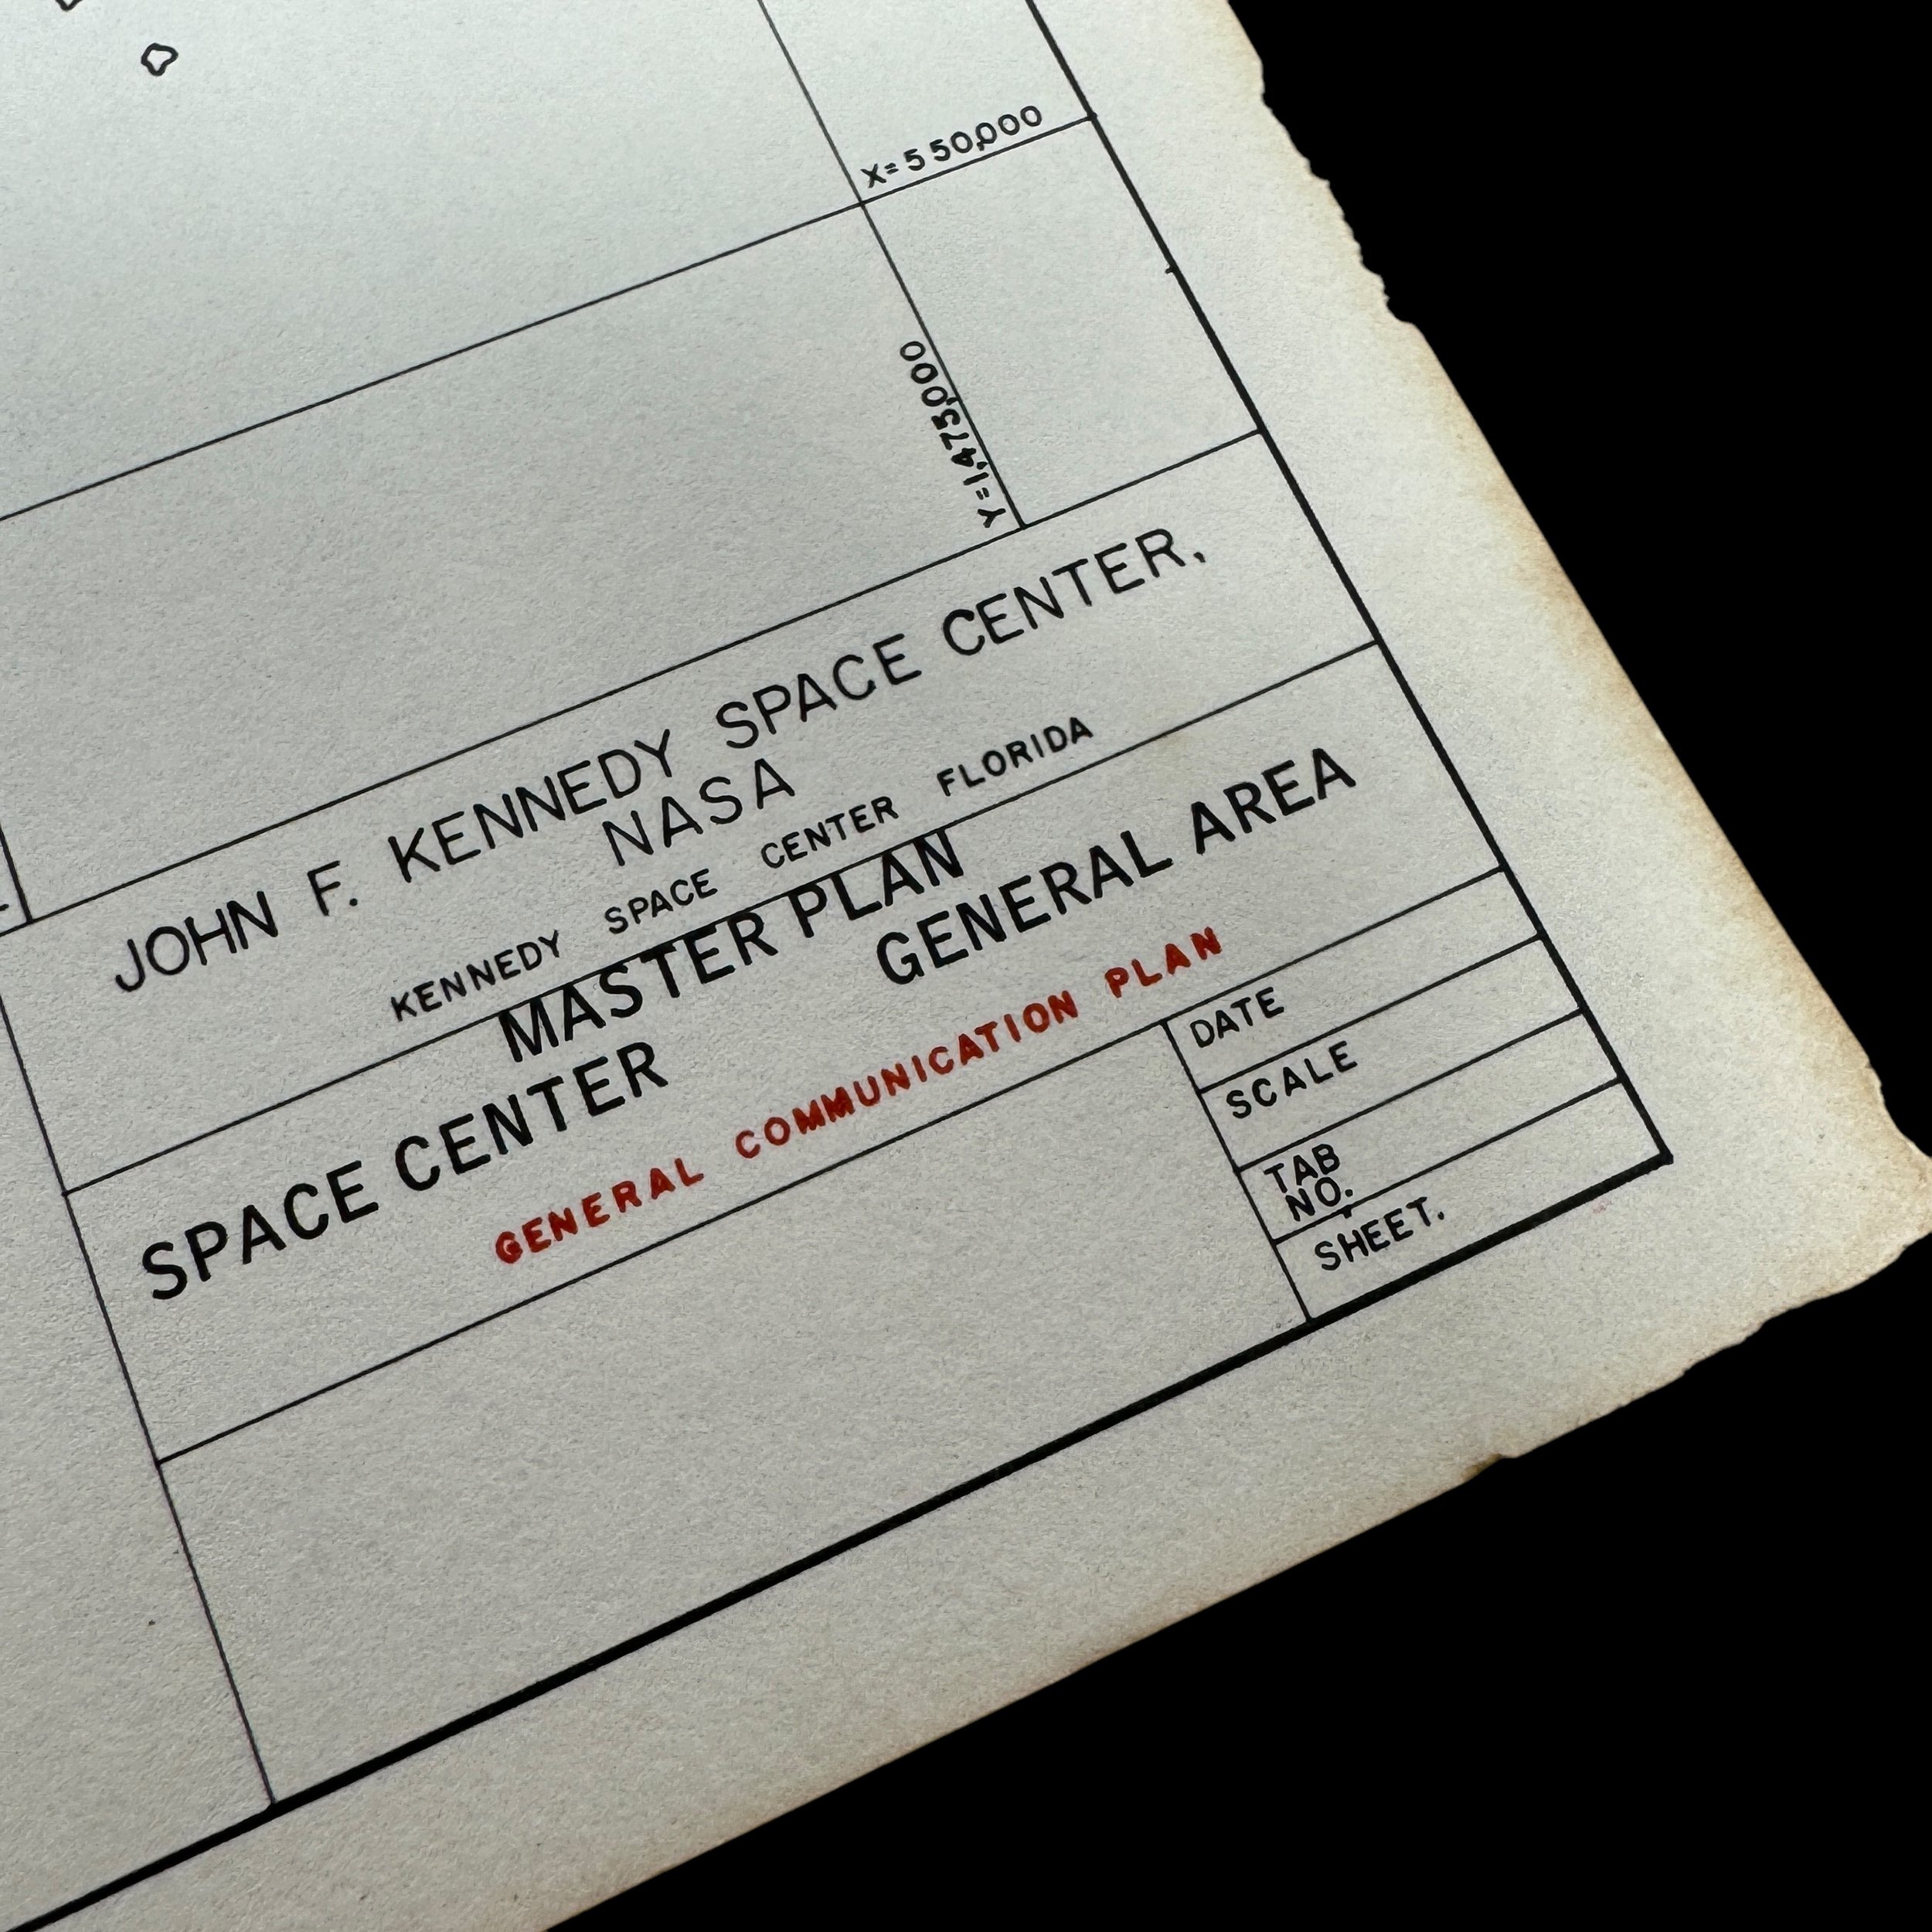 X=550,000
Y=1,475,000
JOHN F. KENNEDY SPACE CENTER,
NASA
KENNEDY SPACE CENTER FLORIDA
MASTER PLAN
SPACE CENTER GENERAL AREA
GENERAL COMMUNICATION PLAN
DATE
SCALE
TAB
NO.
SHEET.